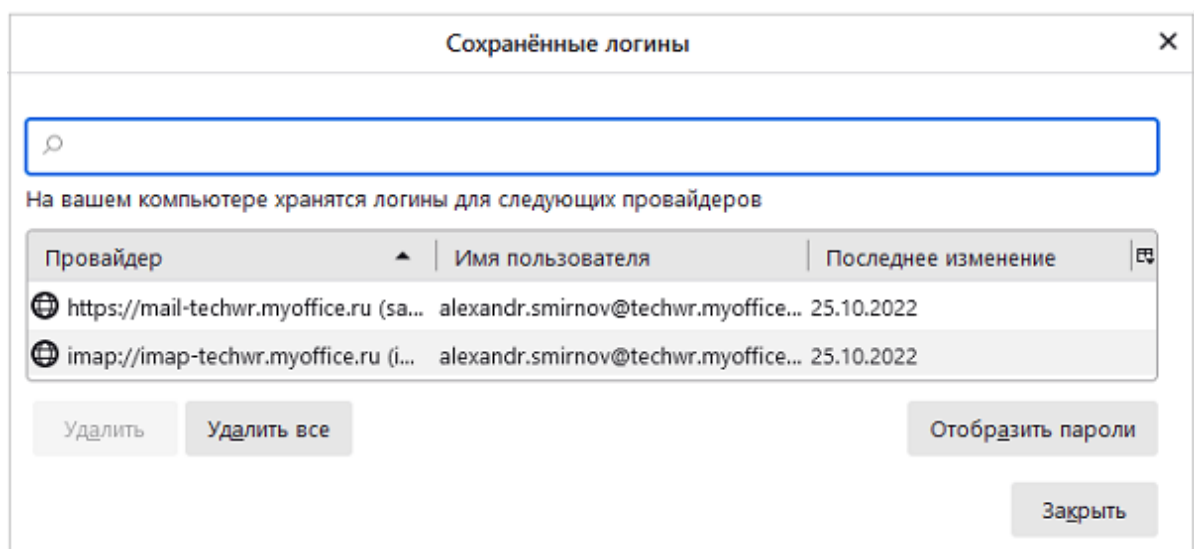 Сохранённые логины
На вашем компьютере хранятся логины для следующих провайдеров
Провайдер Имя пользователя Последнее изменение
https://mail-techwr.myoffice.ru (sa... alexandr.smirnov@techwr.myoffice... 25.10.2022
imap://imap-techwr.myoffice.ru (i... alexandr.smirnov@techwr.myoffice... 25.10.2022
Удалить Удалить все Отобразить пароли
Закрыть